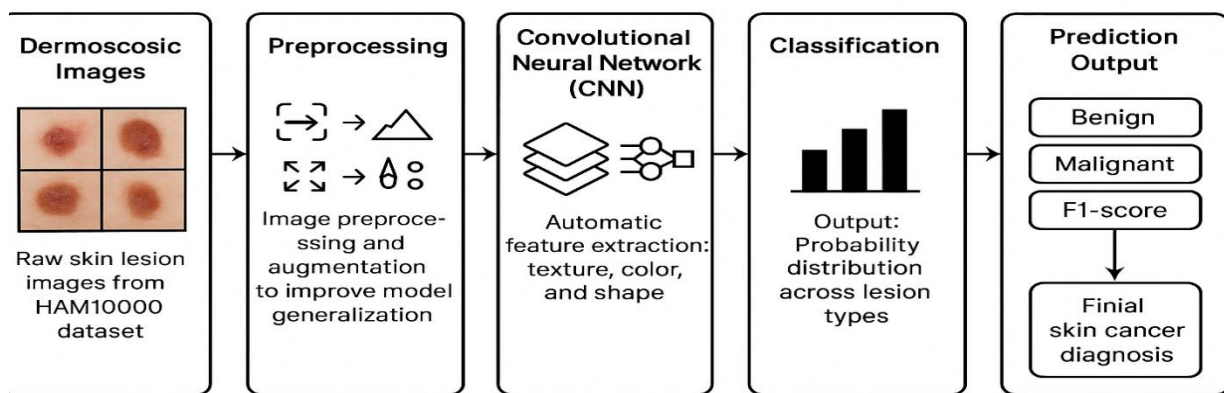 Dermoscosic
Images
Raw skin lesion
images from
HAM10000
dataset
Preprocessing
Image preproce-
ssing and
augmentation
to improve model
generalization
Convolutional
Neural Network
(CNN)
Automatic
feature extraction:
texture, color,
and shape
Classification
Output:
Probability
distribution
across lesion
types
Prediction
Output
Benign
Malignant
F1-score
Finial
skin cancer
diagnosis